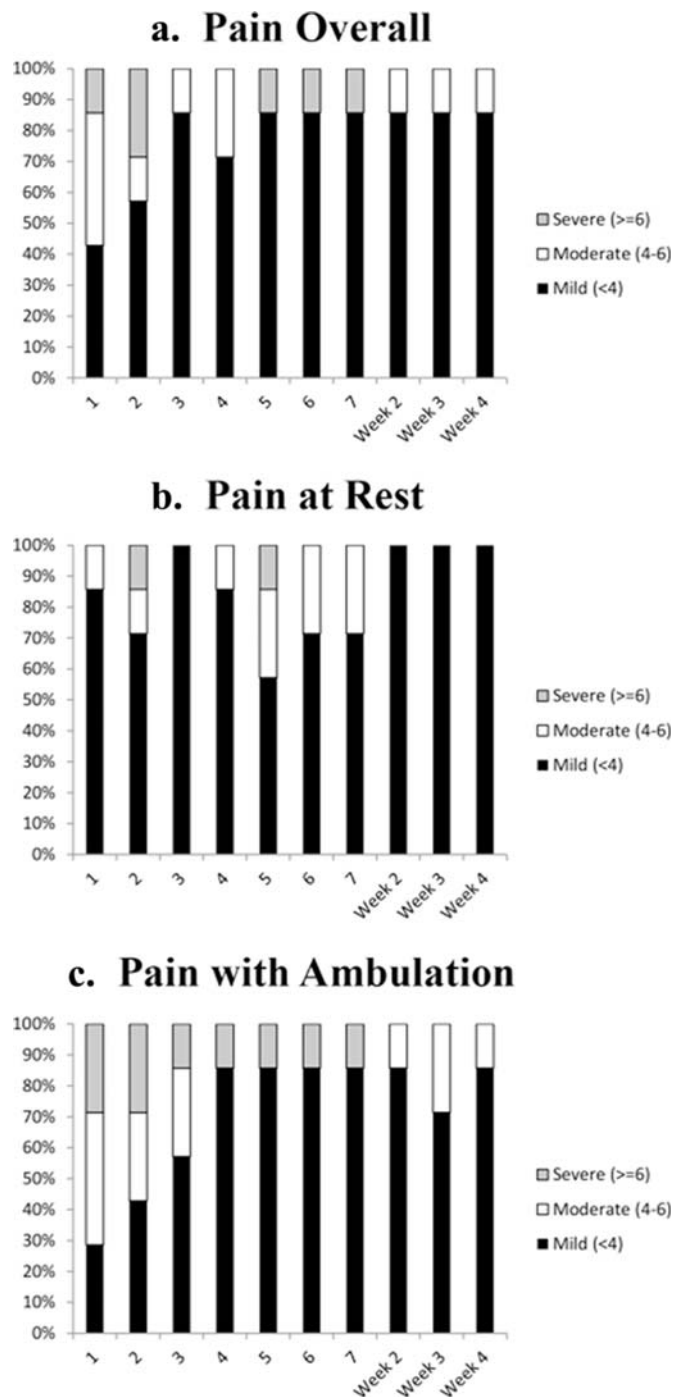 a. Pain Overall
100%
90%
80%
70%
60%
50%
40%
30%
20%
10%
0%
Severe (>=6)
Moderate (4-6)
Mild (<4)
1 2 3 4 5 6 7 Week 2 Week 3 Week 4
b. Pain at Rest
100%
90%
80%
70%
60%
50%
40%
30%
20%
10%
0%
Severe (>=6)
Moderate (4-6)
Mild (<4)
1 2 3 4 5 6 7 Week 2 Week 3 Week 4
c. Pain with Ambulation
100%
90%
80%
70%
60%
50%
40%
30%
20%
10%
0%
Severe (>=6)
Moderate (4-6)
Mild (<4)
1 2 3 4 5 6 7 Week 2 Week 3 Week 4